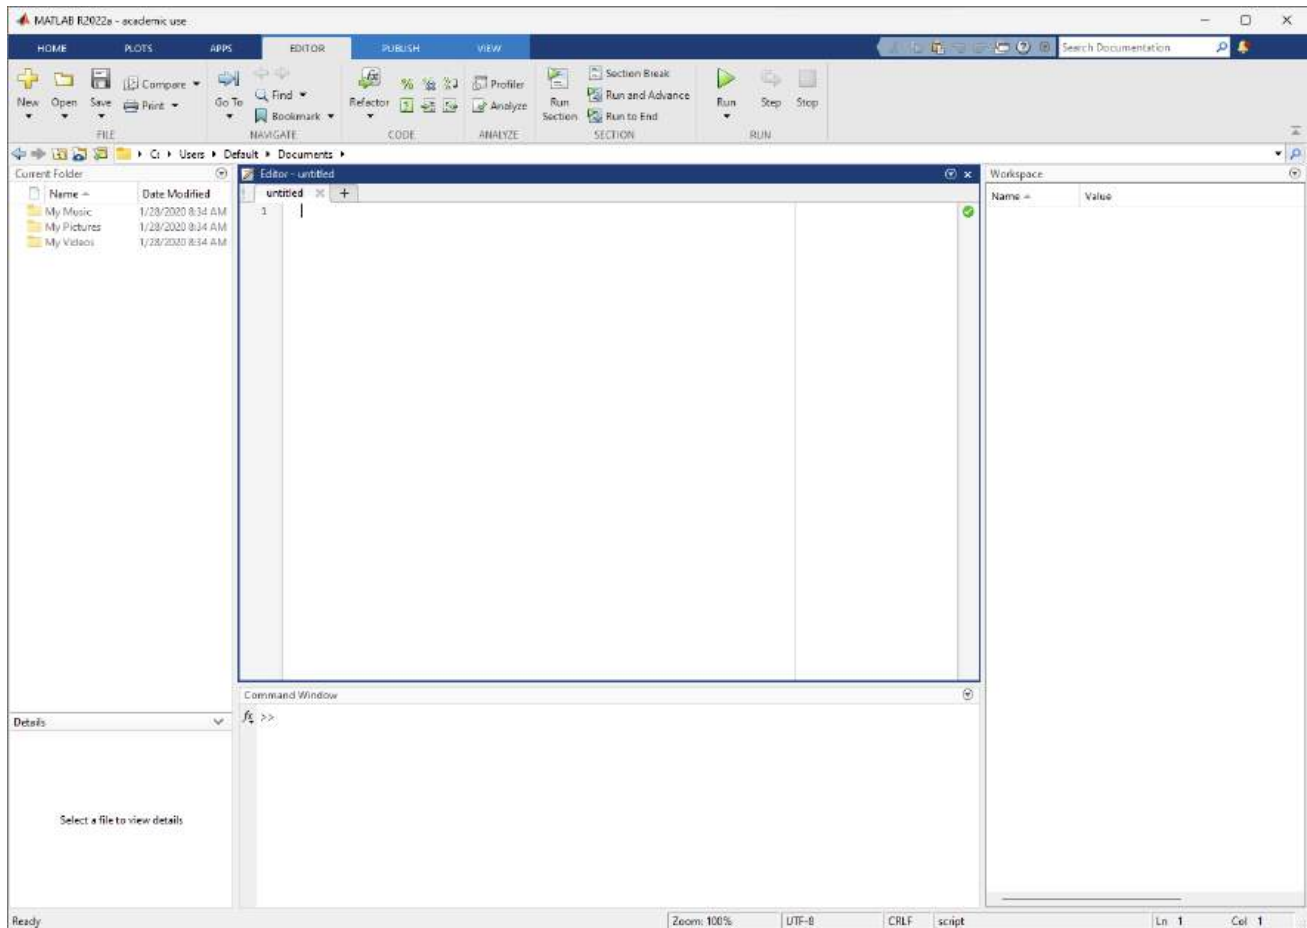 MATLAB R2022a - academic use
HOME PLOTS APPS EDITOR PUBLISH VIEW Search Documentation
New Open Save Compare Print Go To Find Bookmark Refactor Profiler Analyze Run Section Section Break Run and Advance Run to End Run Step Stop
FILE NAVIGATE CODE ANALYZE SECTION RUN
C: Users Default Documents
Current Folder
Name Date Modified
My Music 1/28/2020 8:34 AM
My Pictures 1/28/2020 8:34 AM
My Videos 1/28/2020 8:34 AM
Details
Select a file to view details
Editor - untitled
untitled × +
1
Command Window
fx >>
Workspace
Name Value
Ready Zoom: 100% UTF-8 CRLF script Ln 1 Col 1